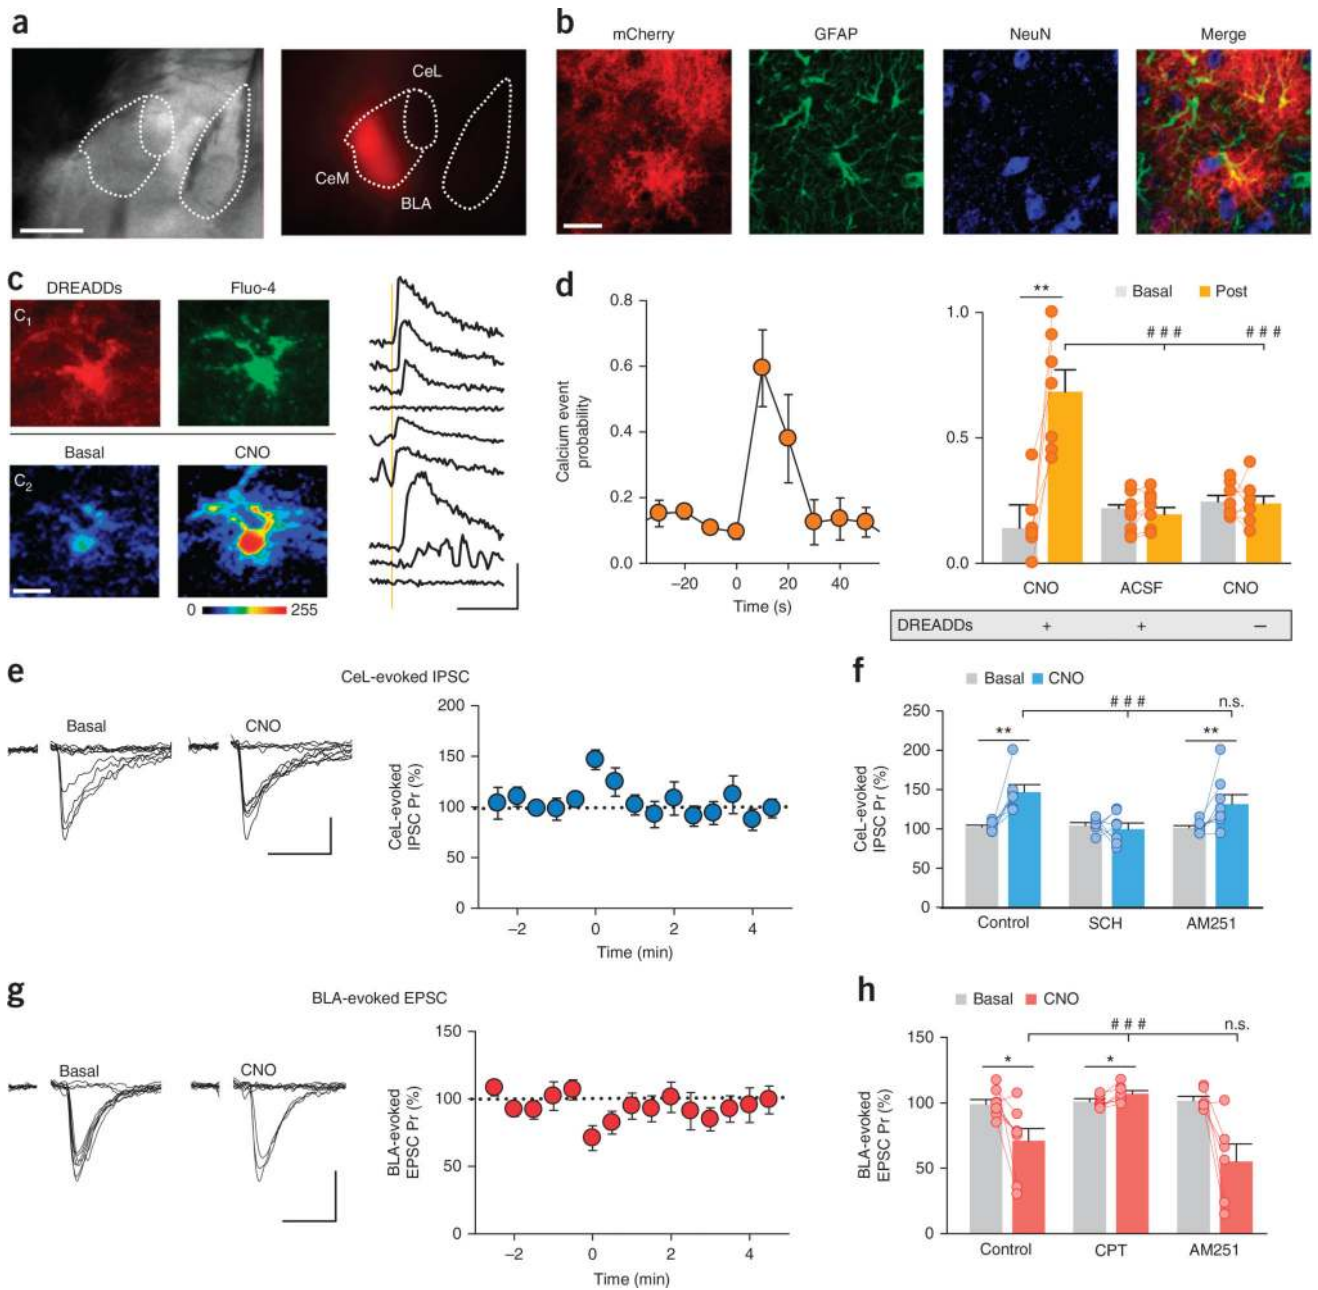 a
CeL
CeM
BLA
b
mCherry
GFAP
NeuN
Merge
c
DREADDs
Fluo-4
C1
Basal
CNO
C2
0
255
d
0.8
0.6
0.4
0.2
0.0
Calcium event
probability
−20
0
20
40
Time (s)
Basal
Post
**
# # #
# # #
1.0
0.5
0.0
CNO
ACSF
CNO
DREADDs
+
+
−
e
CeL-evoked IPSC
Basal
CNO
200
150
100
50
0
CeL-evoked
IPSC Pr (%)
−2
0
2
4
Time (min)
f
Basal
CNO
# # #
n.s.
**
**
250
200
150
100
50
0
CeL-evoked
IPSC Pr (%)
Control
SCH
AM251
g
BLA-evoked EPSC
Basal
CNO
150
100
50
0
BLA-evoked
EPSC Pr (%)
−2
0
2
4
Time (min)
h
Basal
CNO
# # #
n.s.
*
*
150
100
50
0
BLA-evoked
EPSC Pr (%)
Control
CPT
AM251